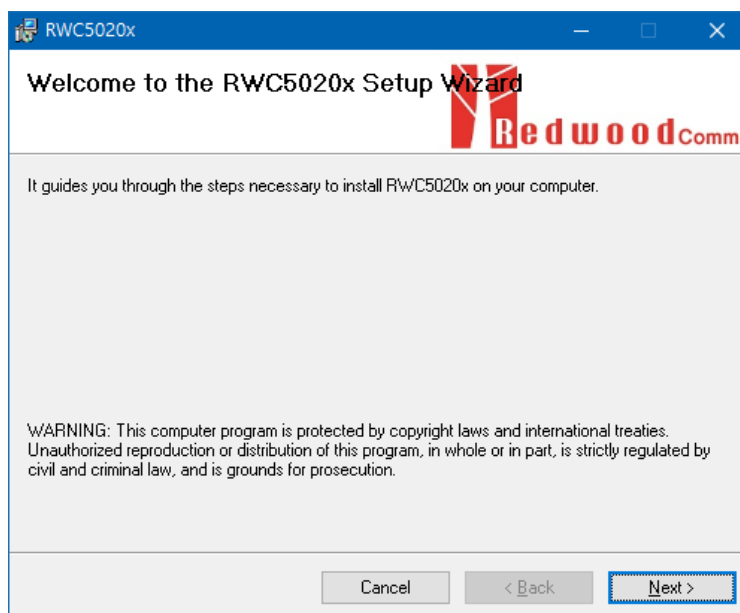 RWC5020x
Welcome to the RWC5020x Setup Wizard
RedwoodComm
It guides you through the steps necessary to install RWC5020x on your computer.
WARNING: This computer program is protected by copyright laws and international treaties.
Unauthorized reproduction or distribution of this program, in whole or in part, is strictly regulated by
civil and criminal law, and is grounds for prosecution.
Cancel
< Back
Next >